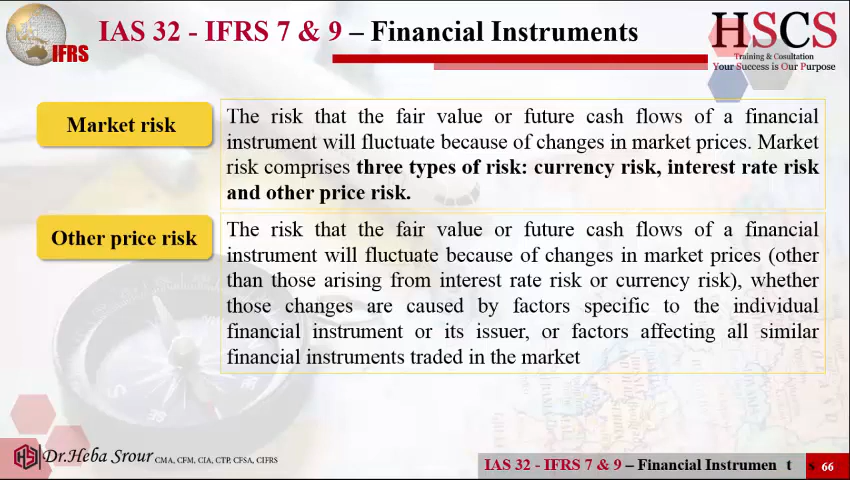 IFRS
IAS 32 - IFRS 7 & 9 – Financial Instruments
HSCS
Training & Cosultation
Your Success is Our Purpose
Market risk
The risk that the fair value or future cash flows of a financial
instrument will fluctuate because of changes in market prices. Market
risk comprises three types of risk: currency risk, interest rate risk
and other price risk.
Other price risk
The risk that the fair value or future cash flows of a financial
instrument will fluctuate because of changes in market prices (other
than those arising from interest rate risk or currency risk), whether
those changes are caused by factors specific to the individual
financial instrument or its issuer, or factors affecting all similar
financial instruments traded in the market
Dr.Heba Srour CMA, CFM, CIA, CTP, CFSA, CIFRS
IAS 32 - IFRS 7 & 9 – Financial Instrumen t s 66